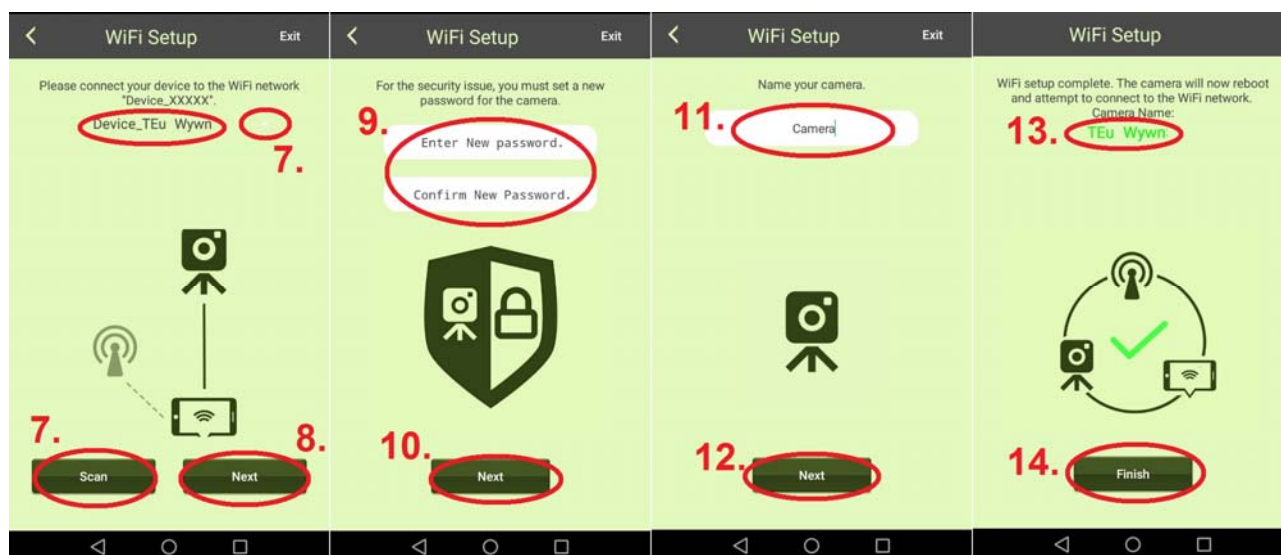 WiFi Setup
Exit
Please connect your device to the WiFi network
"Device_XXXXX".
Device_TEu Wywn
7.
7.
Scan
8.
Next
WiFi Setup
Exit
For the security issue, you must set a new
password for the camera.
9.
Enter New password.
Confirm New Password.
10.
Next
WiFi Setup
Exit
Name your camera.
11.
Camera
12.
Next
WiFi Setup
WiFi setup complete. The camera will now reboot
and attempt to connect to the WiFi network.
Camera Name:
13.
TEu Wywn
14.
Finish